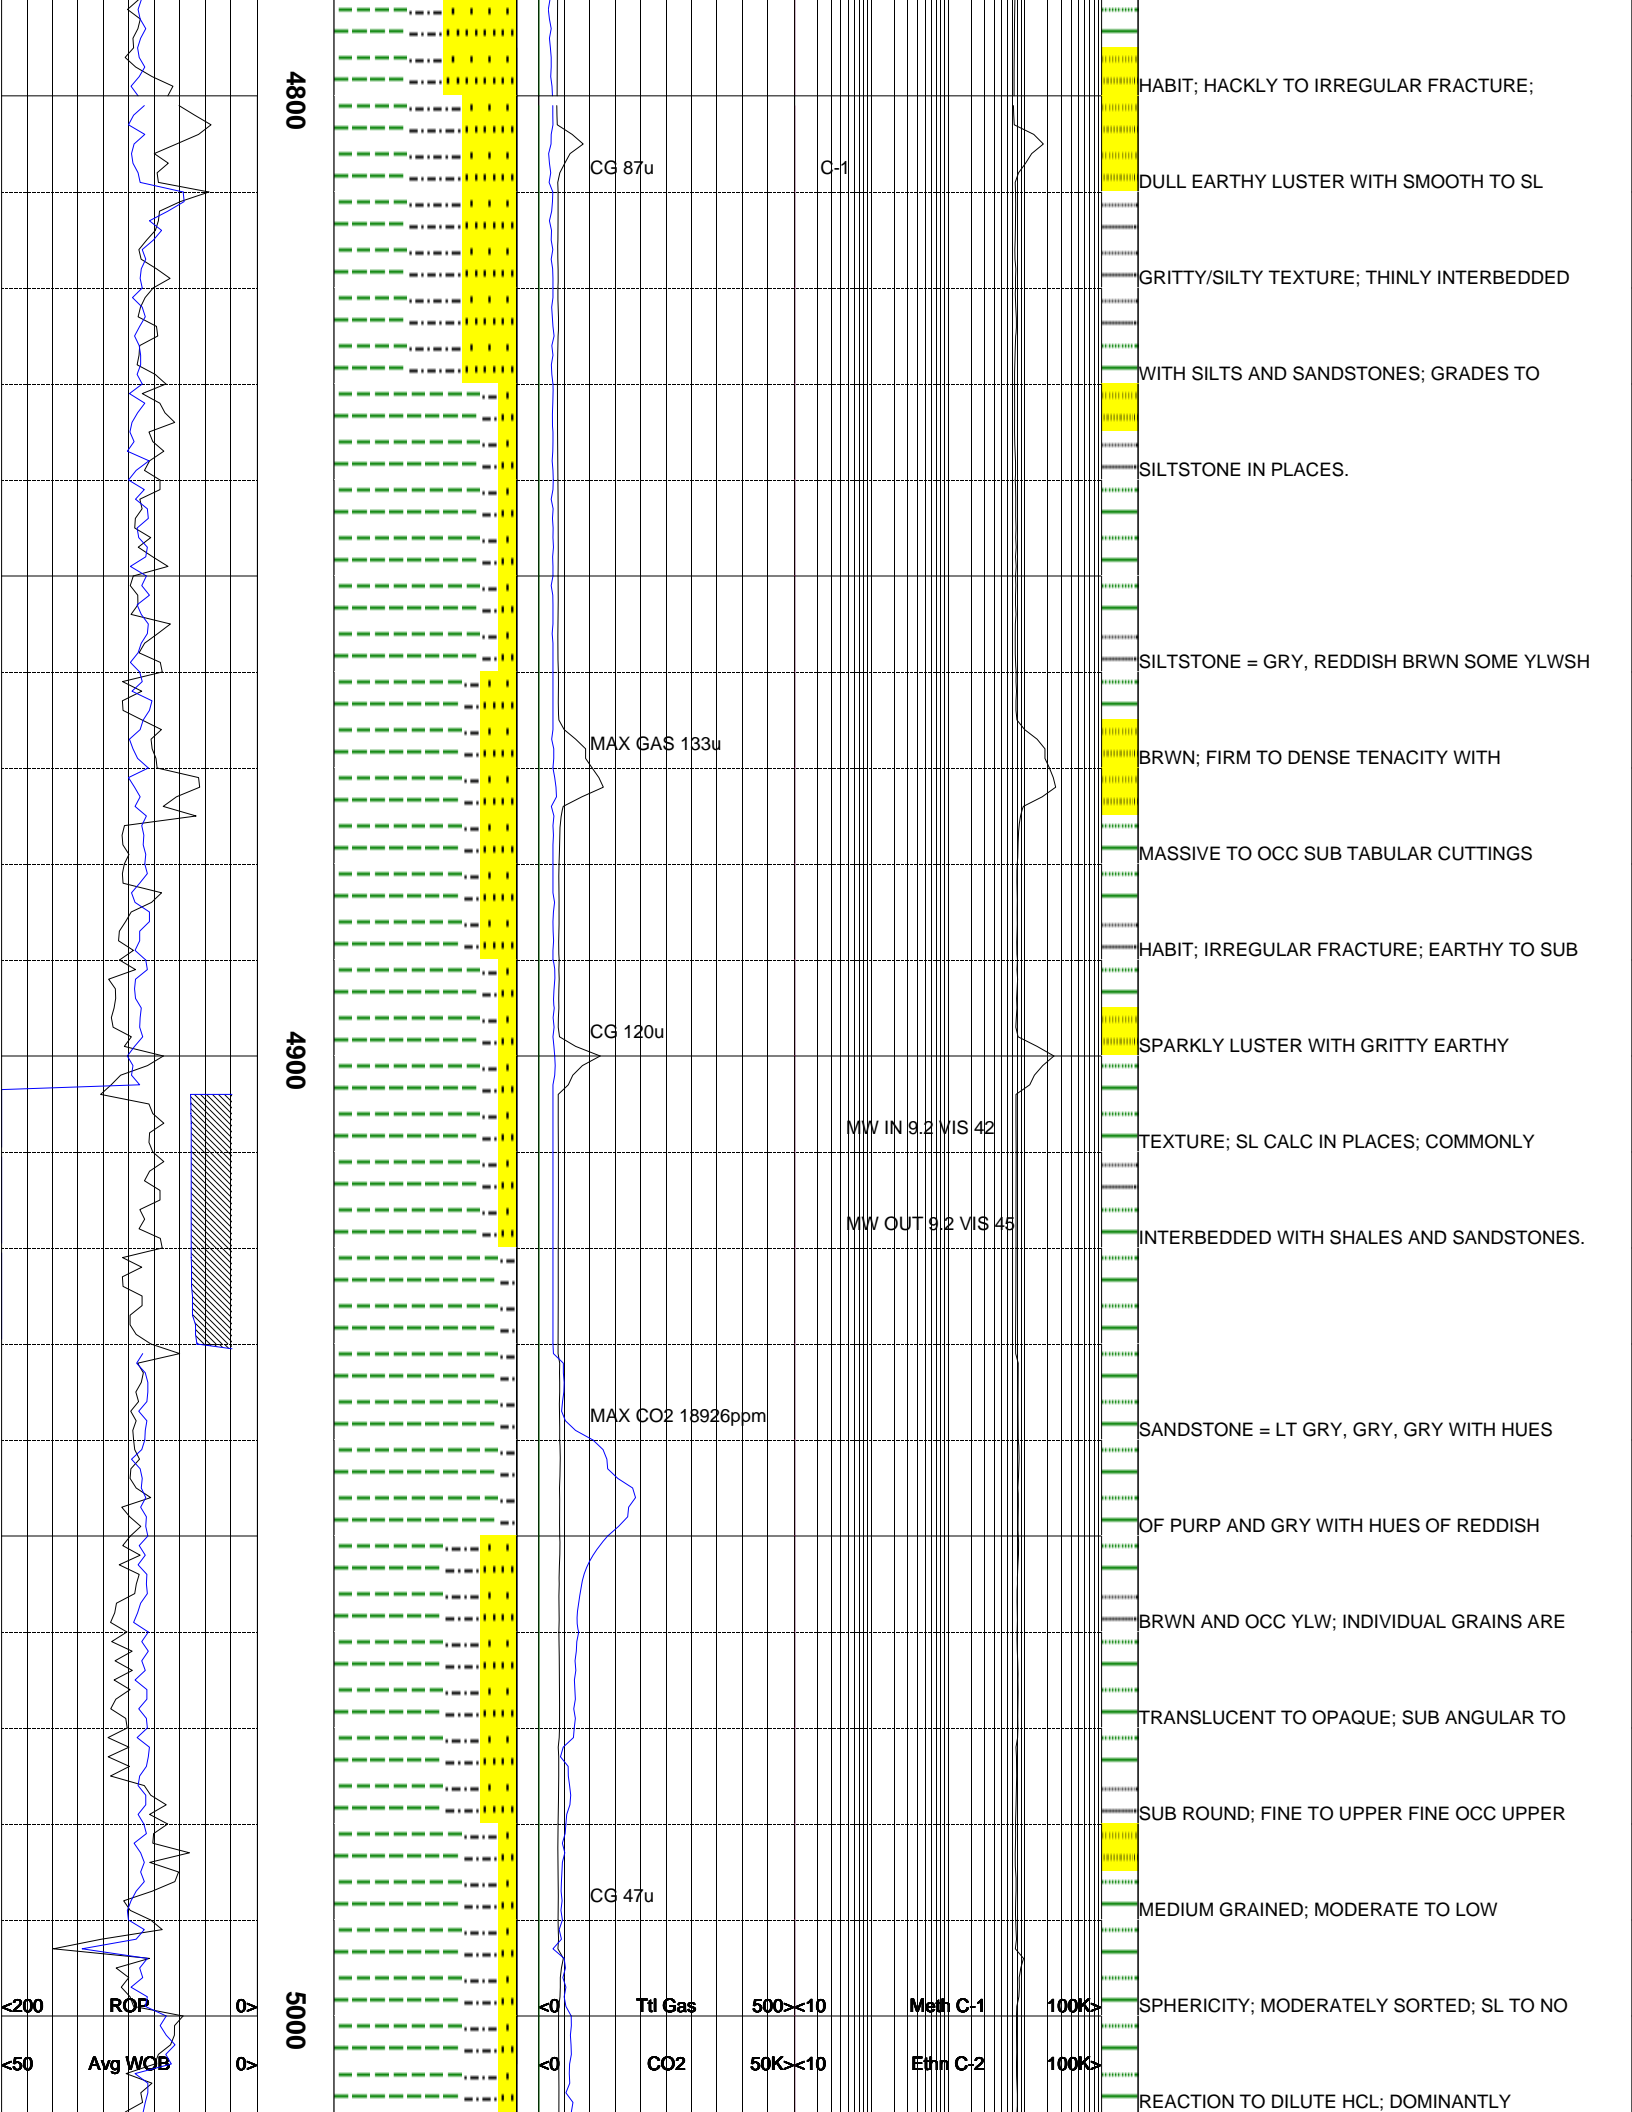 4800
HABIT; HACKLY TO IRREGULAR FRACTURE;
CG 87u
C-1
DULL EARTHY LUSTER WITH SMOOTH TO SL
GRITTY/SILTY TEXTURE; THINLY INTERBEDDED
WITH SILTS AND SANDSTONES; GRADES TO
SILTSTONE IN PLACES.
SILTSTONE = GRY, REDDISH BRWN SOME YLWSH
MAX GAS 133u
BRWN; FIRM TO DENSE TENACITY WITH
MASSIVE TO OCC SUB TABULAR CUTTINGS
HABIT; IRREGULAR FRACTURE; EARTHY TO SUB
4900
CG 120u
SPARKLY LUSTER WITH GRITTY EARTHY
MW IN 9.2 VIS 42
TEXTURE; SL CALC IN PLACES; COMMONLY
MW OUT 9.2 VIS 45
INTERBEDDED WITH SHALES AND SANDSTONES.
MAX CO2 18926ppm
SANDSTONE = LT GRY, GRY, GRY WITH HUES
OF PURP AND GRY WITH HUES OF REDDISH
BRWN AND OCC YLW; INDIVIDUAL GRAINS ARE
TRANSLUCENT TO OPAQUE; SUB ANGULAR TO
SUB ROUND; FINE TO UPPER FINE OCC UPPER
CG 47u
MEDIUM GRAINED; MODERATE TO LOW
5000
<200 ROP 0>
<0 Ttl Gas 500><10 Meth C-1 100K>
SPHERICITY; MODERATELY SORTED; SL TO NO
<50 Avg WOB 0>
<0 CO2 50K><10 Ethn C-2 100K>
REACTION TO DILUTE HCL; DOMINANTLY